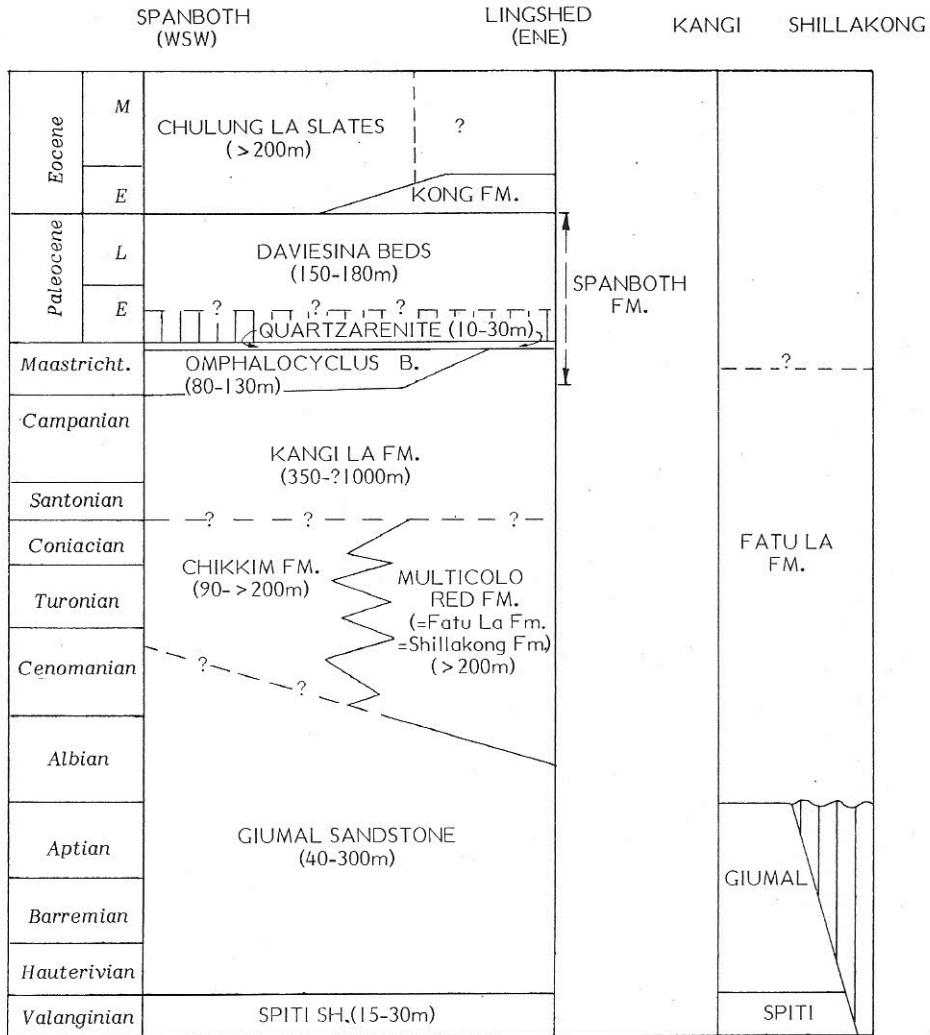 SPANBOTH
(WSW)
LINGSHED
(ENE)
KANGI
SHILLAKONG
Eocene
M
E
Paleocene
L
E
Maastricht.
Campanian
Santonian
Coniacian
Turonian
Cenomanian
Albian
Aptian
Barremian
Hauterivian
Valanginian
CHULUNG LA SLATES
(>200m)
?
KONG FM.
DAVIESINA BEDS
(150-180m)
? ? ?
QUARTZARENITE (10-30m)
OMPHALOCYCLUS B.
(80-130m)
KANGI LA FM.
(350-?1000m)
? ? ?
CHIKKIM FM.
(90->200m)
MULTICOLO
RED FM.
(=Fatu La Fm.
=Shillakong Fm)
(>200m)
?
?
GIUMAL SANDSTONE
(40-300m)
SPITI SH.(15-30m)
SPANBOTH
FM.
?
FATU LA
FM.
GIUMAL
SPITI